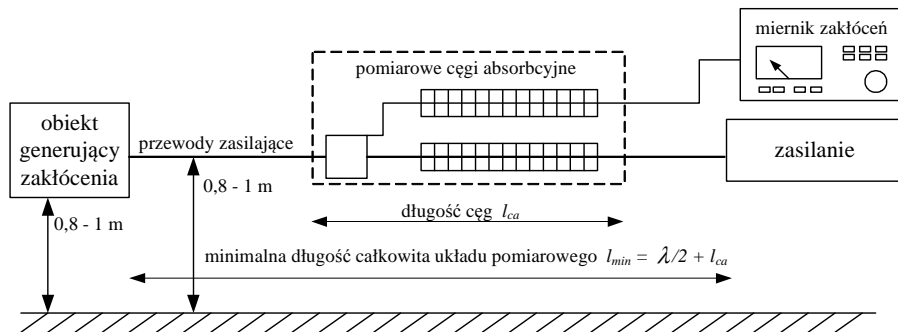 miernik zakłóceń
pomiarowe cęgi absorbcyjne
obiekt
generujący
zakłócenia
przewody zasilające
zasilanie
0,8 - 1 m
0,8 - 1 m
długość cęg l_ca
minimalna długość całkowita układu pomiarowego l_min = λ/2 + l_ca